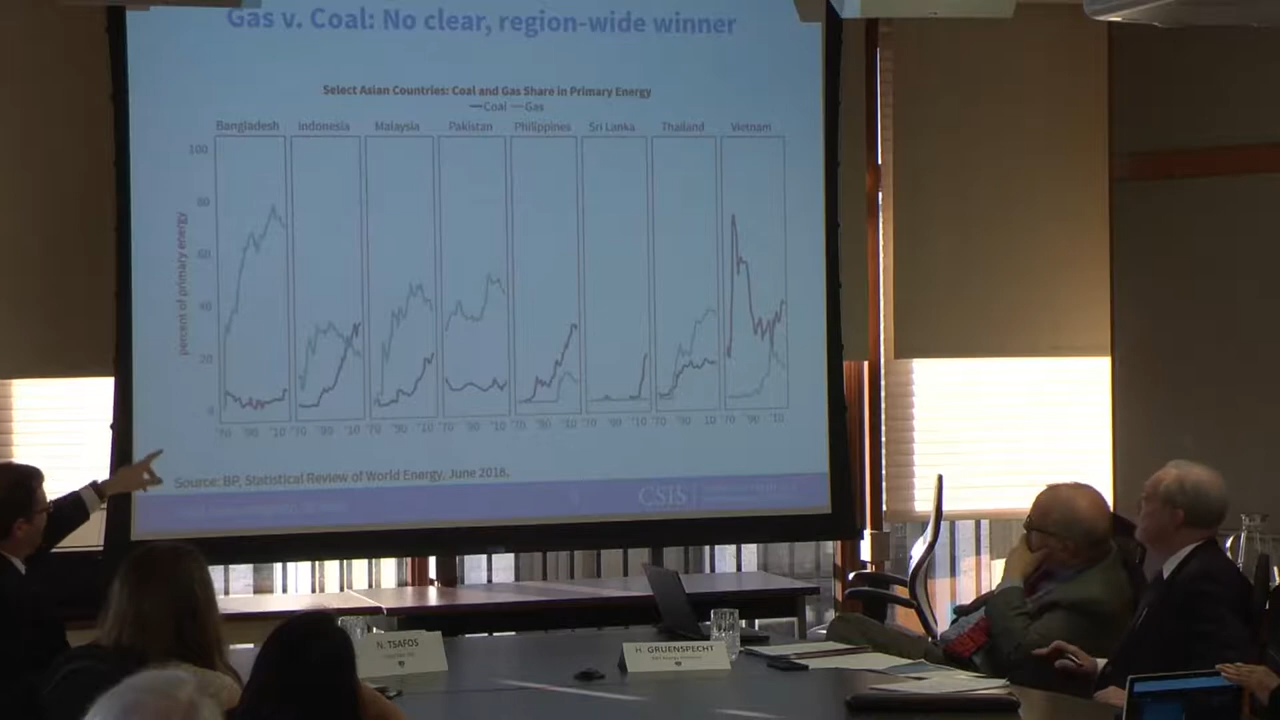 Gas v. Coal: No clear, region-wide winner
Select Asian Countries: Coal and Gas Share in Primary Energy
Coal Gas
Bangladesh Indonesia Malaysia Pakistan Philippines Sri Lanka Thailand Vietnam
100
80
60
40
20
0
percent of primary energy
'70 '90 '10 '70 '90 '10 '70 '90 '10 '70 '90 '10 '70 '90 '10 '70 '90 '10 '70 '90 '10 '70 '90 '10
Source: BP, Statistical Review of World Energy, June 2018.
CSIS
N. TSAFOS
H. GRUENSPECHT